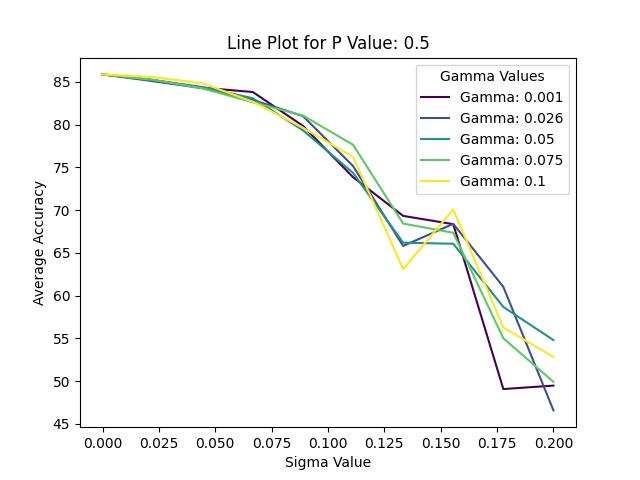 Line Plot for P Value: 0.5
Gamma Values
Gamma: 0.001
Gamma: 0.026
Gamma: 0.05
Gamma: 0.075
Gamma: 0.1
85
80
75
70
65
60
55
50
45
Average Accuracy
0.000 0.025 0.050 0.075 0.100 0.125 0.150 0.175 0.200
Sigma Value